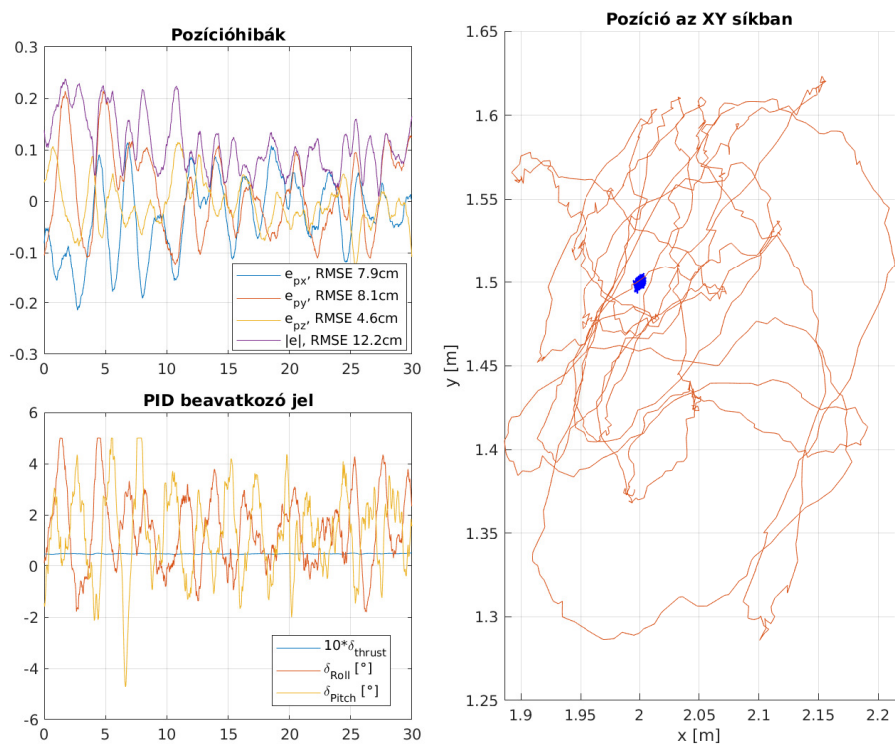 Pozícióhibák
0.3
0.2
0.1
0
-0.1
-0.2
-0.3
0 5 10 15 20 25 30
e_px, RMSE 7.9cm
e_py, RMSE 8.1cm
e_pz, RMSE 4.6cm
|e|, RMSE 12.2cm
PID beavatkozó jel
6
4
2
0
-2
-4
-6
0 5 10 15 20 25 30
10*δ_thrust
δ_Roll [°]
δ_Pitch [°]
Pozíció az XY síkban
1.65
1.6
1.55
1.5
1.45
1.4
1.35
1.3
1.25
y [m]
1.9 1.95 2 2.05 2.1 2.15 2.2
x [m]